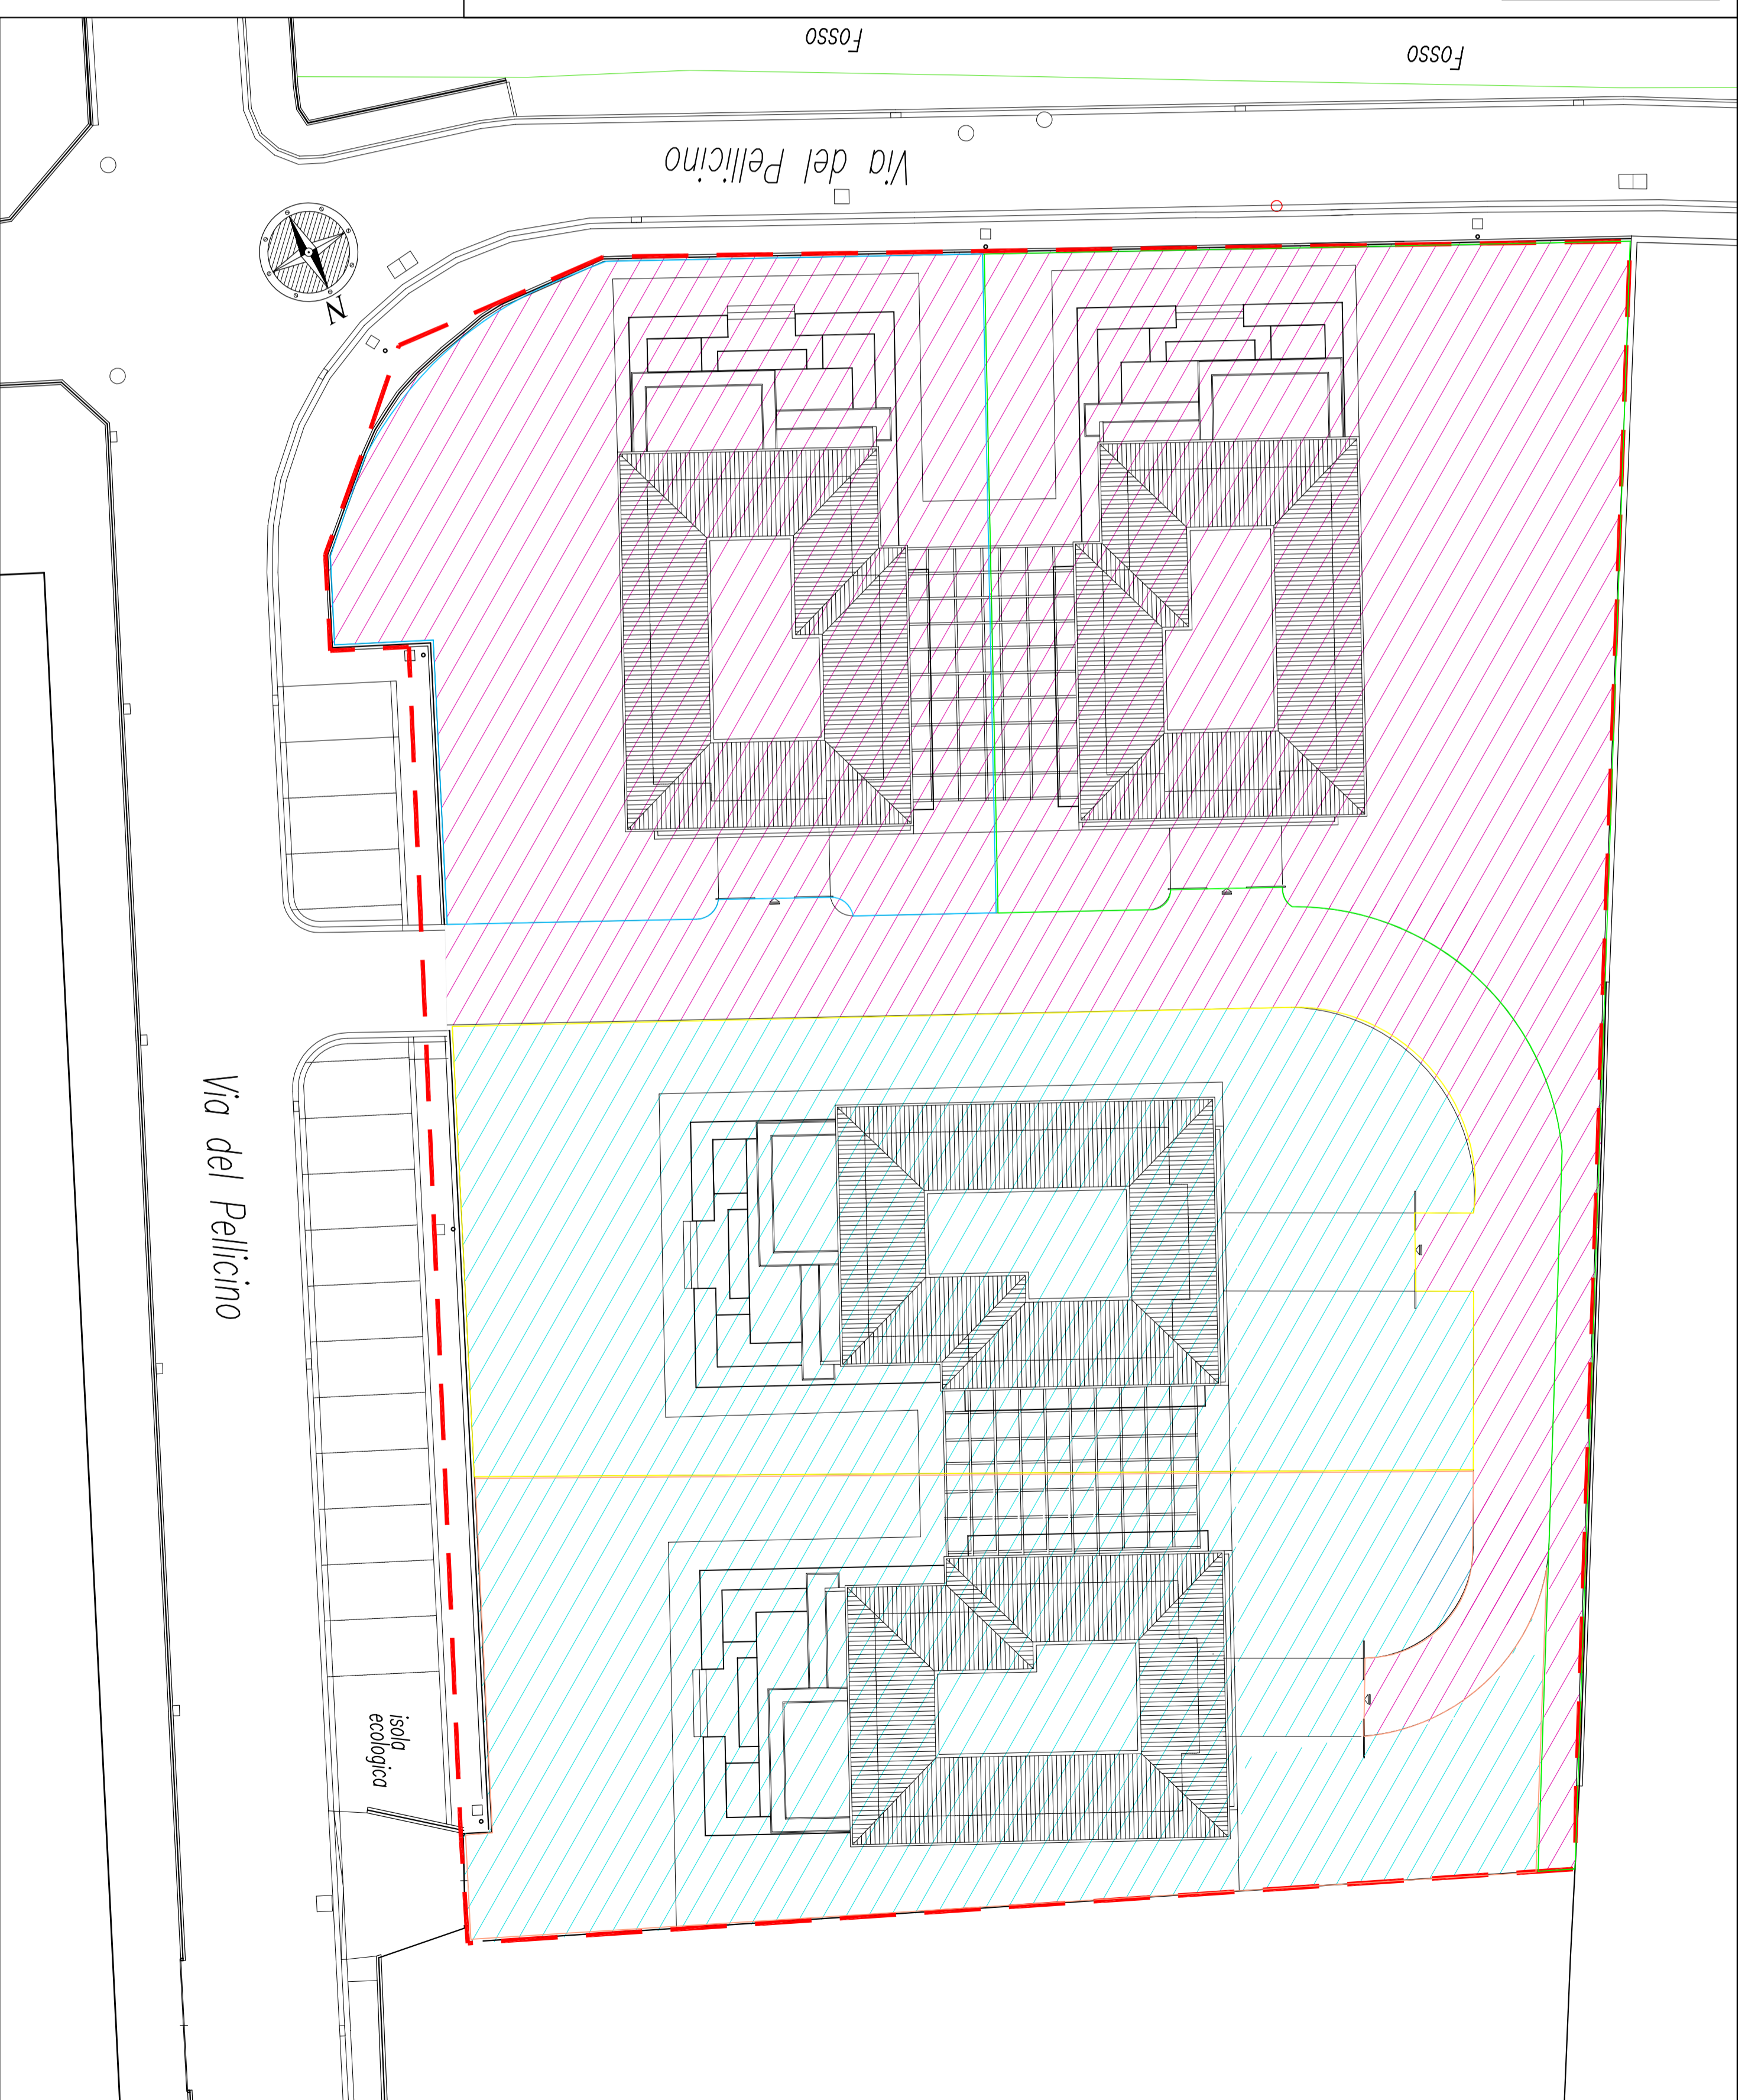 Fosso
Fosso
Via del Pellicino
N
Via del Pellicino
isola
ecologica